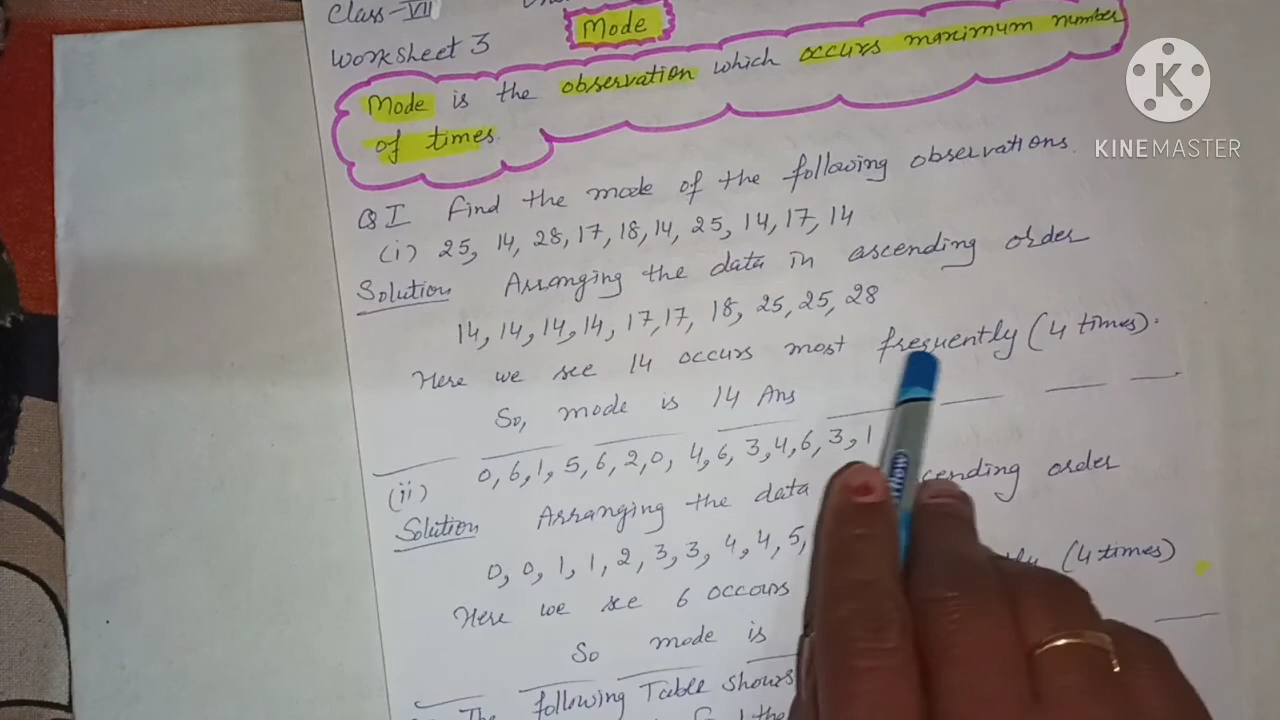 Class-VII
Mode
Worksheet 3
Mode is the observation which occurs maximum number
of times.
K
KINEMASTER
Q I Find the mode of the following observations.
(i) 25, 14, 28, 17, 18, 14, 25, 14, 17, 14
Solution Arranging the data in ascending order
14, 14, 14, 14, 17, 17, 18, 25, 25, 28
Here we see 14 occurs most frequently (4 times).
So, mode is 14 Ans
(ii) 0, 6, 1, 5, 6, 2, 0, 4, 6, 3, 4, 6, 3, 1
Solution Arranging the data cending order
0, 0, 1, 1, 2, 3, 3, 4, 4, 5,
Here we see 6 occours (4 times)
So mode is
The following Table shows